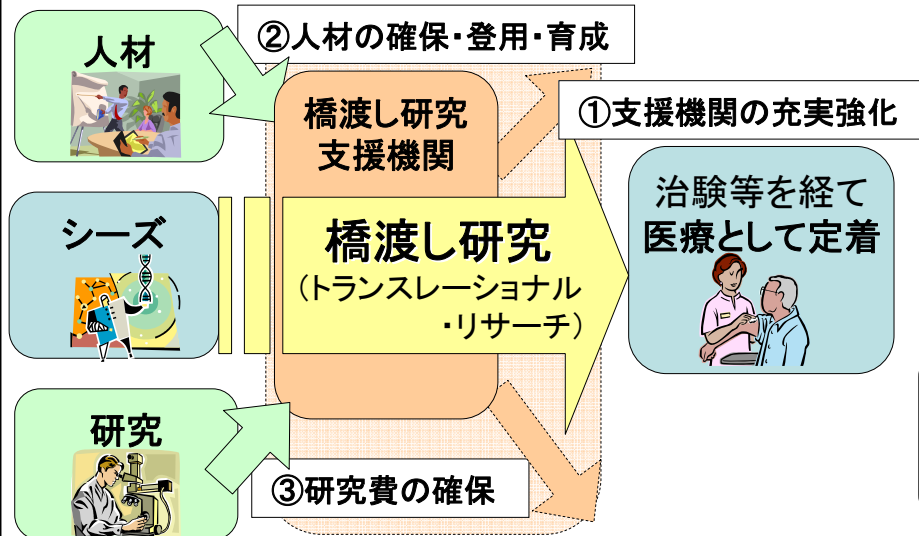 人材
②人材の確保・登用・育成
橋渡し研究
支援機関
①支援機関の充実強化
シーズ
橋渡し研究
(トランスレーショナル
・リサーチ)
治験等を経て
医療として定着
研究
③研究費の確保